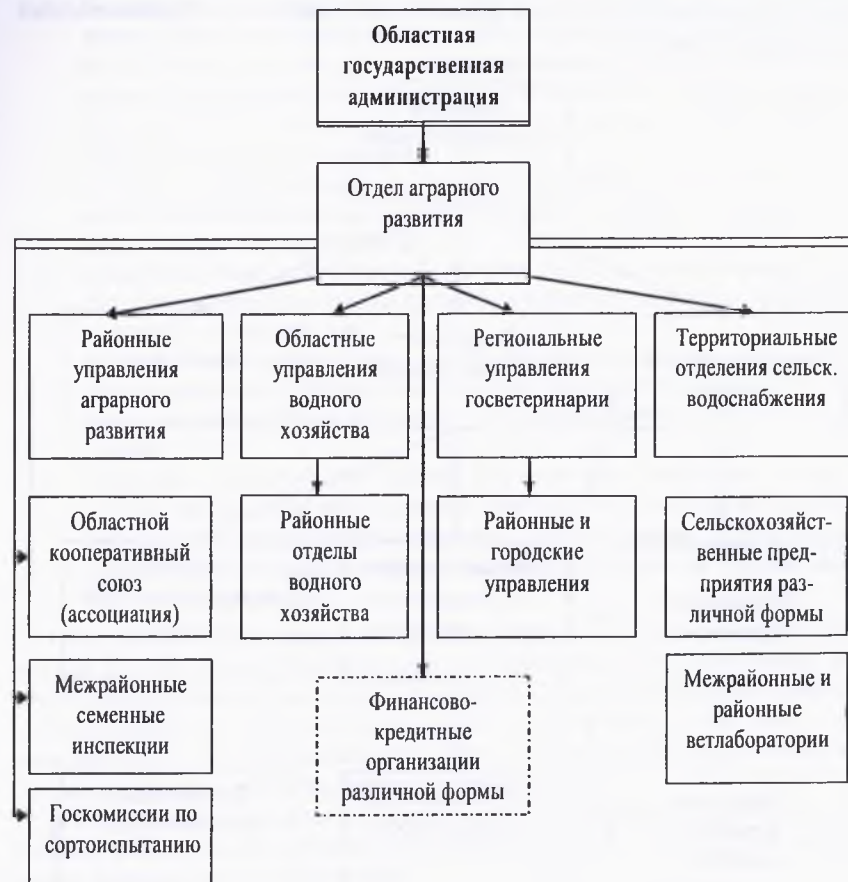 Областная
государственная
администрация
Отдел аграрного
развития
Районные
управления
аграрного
развития
Областные
управления
водного
хозяйства
Региональные
управления
госветеринарии
Территориальные
отделения сельск.
водоснабжения
Областной
кооперативный
союз
(ассоциация)
Районные
отделы
водного
хозяйства
Районные и
городские
управления
Сельскохозяйст-
венные пред-
приятия раз-
личной формы
Межрайонные
семенные
инспекции
Финансово-
кредитные
организации
различной формы
Межрайонные и
районные
ветлаборатории
Госкомиссии по
сортоиспытанию